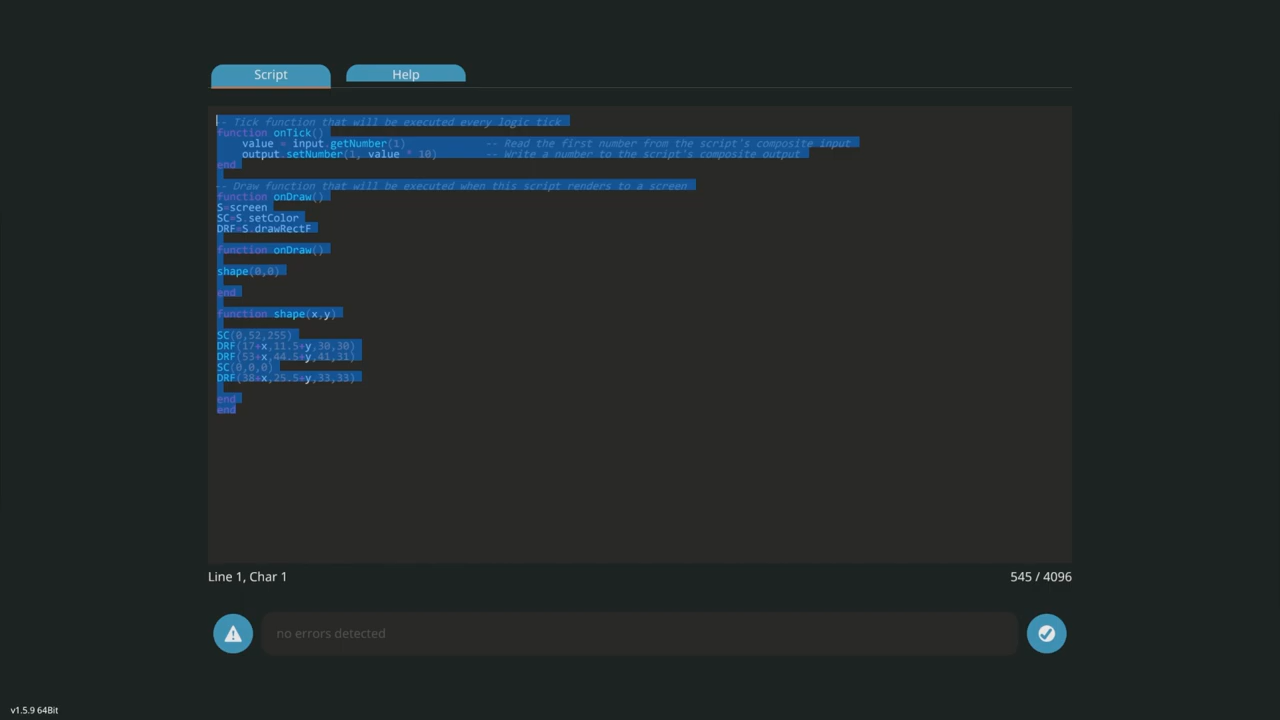 Script
Help
-- Tick function that will be executed every logic tick
function onTick()
value = input.getNumber(1) -- Read the first number from the script's composite input
output.setNumber(1, value * 10) -- Write a number to the script's composite output
end
-- Draw function that will be executed when this script renders to a screen
function onDraw()
S=screen
SC=S.setColor
DRF=S.drawRectF
function onDraw()
shape(0,0)
end
function shape(x,y)
SC(0,52,255)
DRF(17+x,11.5+y,30,30)
DRF(53+x,44.5+y,41,31)
SC(0,0,0)
DRF(38+x,25.5+y,33,33)
end
end
Line 1, Char 1
545 / 4096
no errors detected
v1.5.9 64Bit